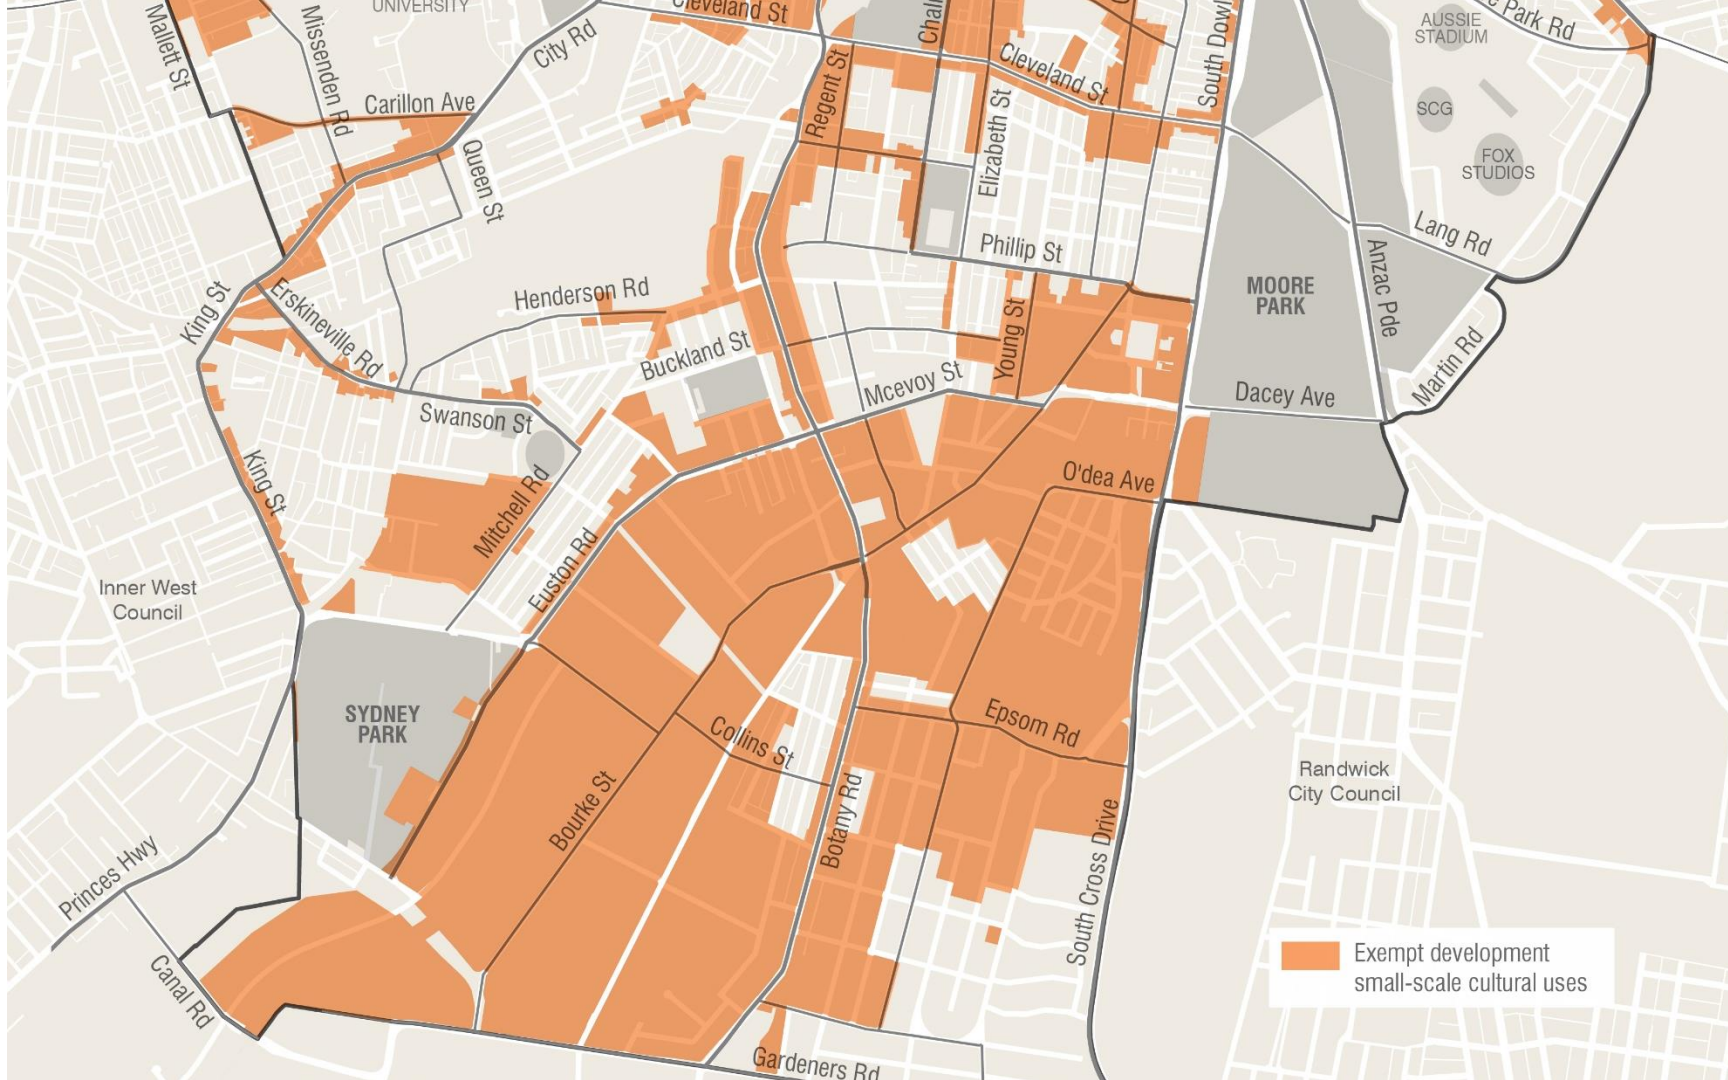 UNIVERSITY
Cleveland St
Mallett St
Missenden Rd
City Rd
Carillon Ave
Queen St
Regent St
Cleveland St
Elizabeth St
Park Rd
AUSSIE
STADIUM
SCG
FOX
STUDIOS
Lang Rd
Anzac Pde
MOORE
PARK
Martin Rd
Dacey Ave
Phillip St
Young St
Henderson Rd
King St
Erskineville Rd
Buckland St
Mcevoy St
Swanson St
O'dea Ave
King St
Mitchell Rd
Euston Rd
Inner West
Council
SYDNEY
PARK
Collins St
Epsom Rd
Bourke St
Botany Rd
South Cross Drive
Randwick
City Council
Princes Hwy
Canal Rd
Gardeners Rd
Exempt development
small-scale cultural uses